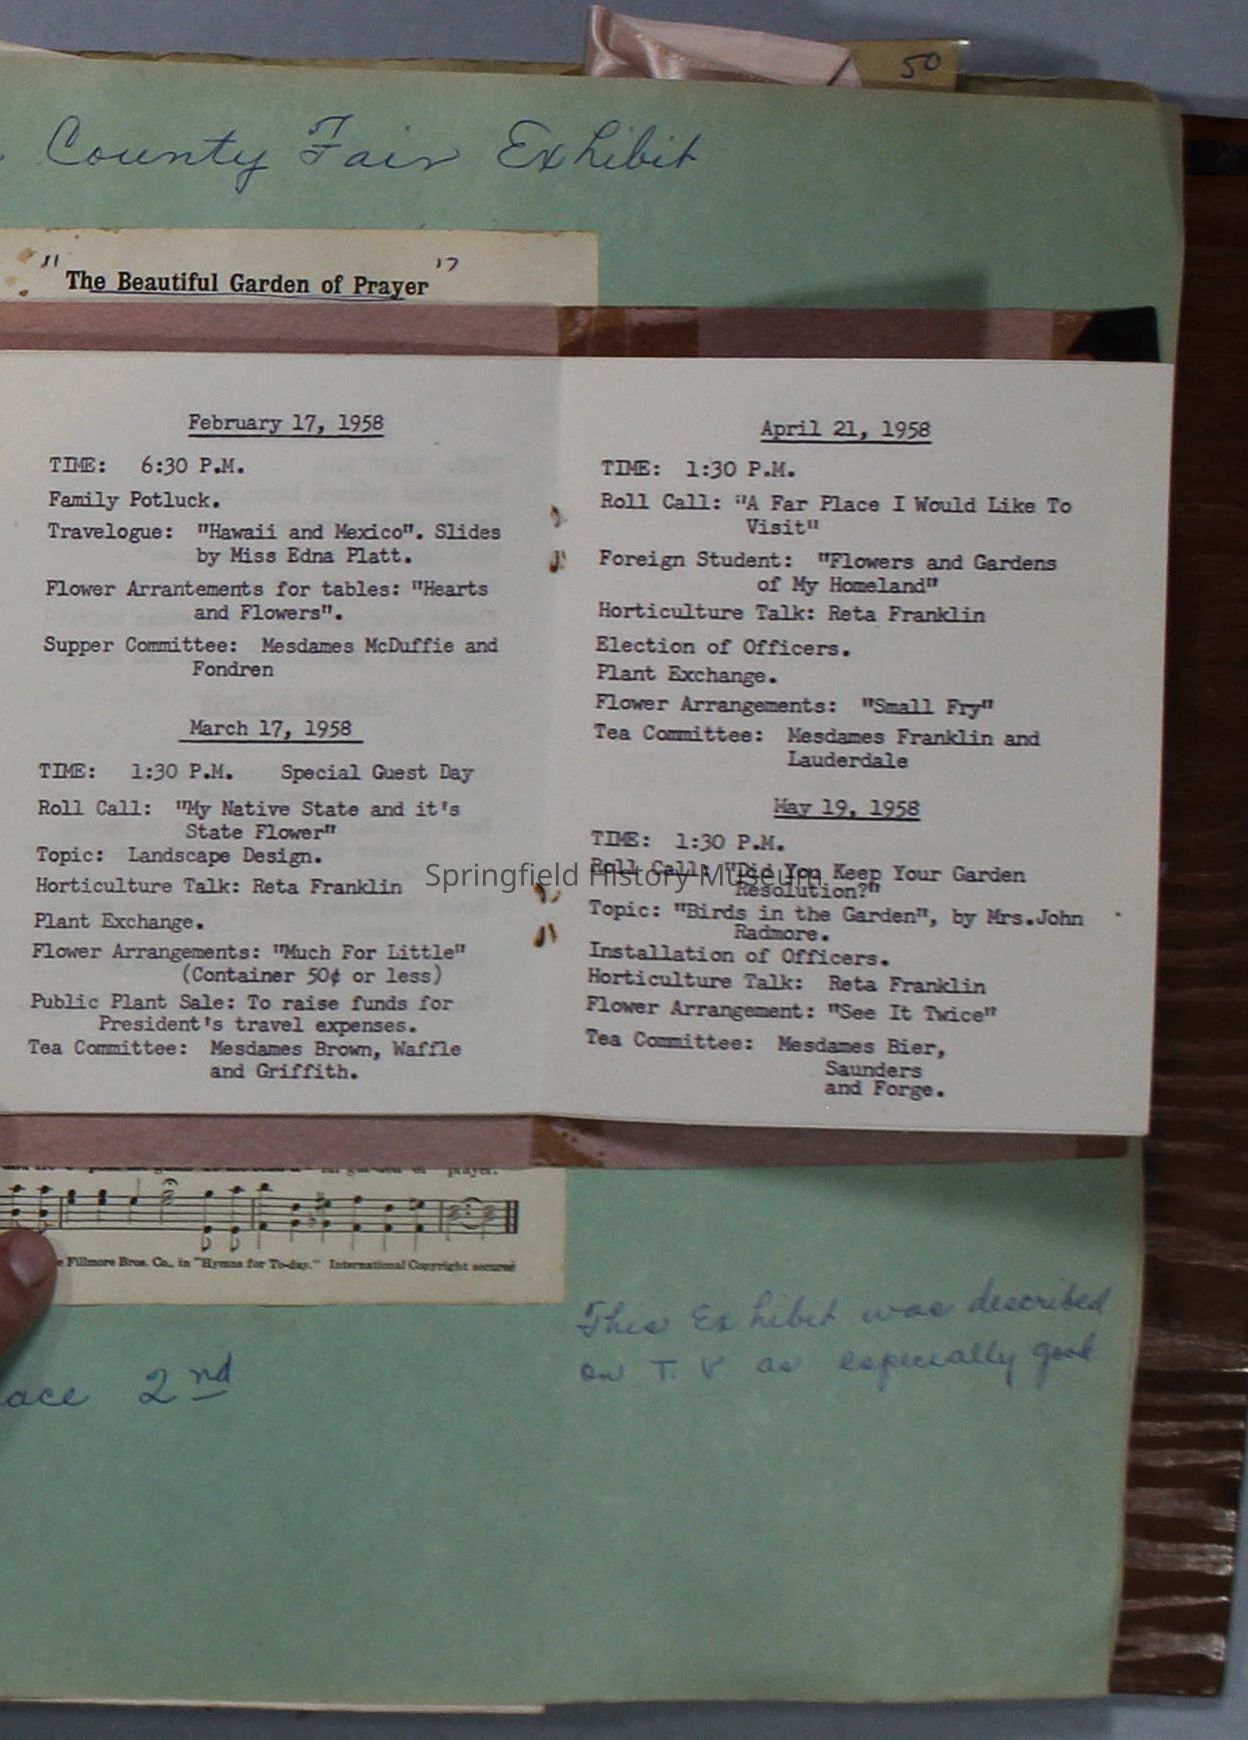 50
County Fair Exhibit
" The Beautiful Garden of Prayer "
February 17, 1958
TIME: 6:30 P.M.
Family Potluck.
Travelogue: "Hawaii and Mexico". Slides
by Miss Edna Platt.
Flower Arrantements for tables: "Hearts
and Flowers".
Supper Committee: Mesdames McDuffie and
Fondren
March 17, 1958
TIME: 1:30 P.M. Special Guest Day
Roll Call: "My Native State and it's
State Flower"
Topic: Landscape Design.
Horticulture Talk: Reta Franklin
Plant Exchange.
Flower Arrangements: "Much For Little"
(Container 50¢ or less)
Public Plant Sale: To raise funds for
President's travel expenses.
Tea Committee: Mesdames Brown, Waffle
and Griffith.
April 21, 1958
TIME: 1:30 P.M.
Roll Call: "A Far Place I Would Like To
Visit"
Foreign Student: "Flowers and Gardens
of My Homeland"
Horticulture Talk: Reta Franklin
Election of Officers.
Plant Exchange.
Flower Arrangements: "Small Fry"
Tea Committee: Mesdames Franklin and
Lauderdale
May 19, 1958
TIME: 1:30 P.M.
Roll Call: "Did You Keep Your Garden
Resolution?"
Topic: "Birds in the Garden", by Mrs.John
Radmore.
Installation of Officers.
Horticulture Talk: Reta Franklin
Flower Arrangement: "See It Twice"
Tea Committee: Mesdames Bier,
Saunders
and Forge.
Springfield History Museum
garden of prayer.
Fillmore Bros. Co., in "Hymns for To-day." International Copyright secured
This Exhibit was described
on T. V. as especially good.
ace 2nd